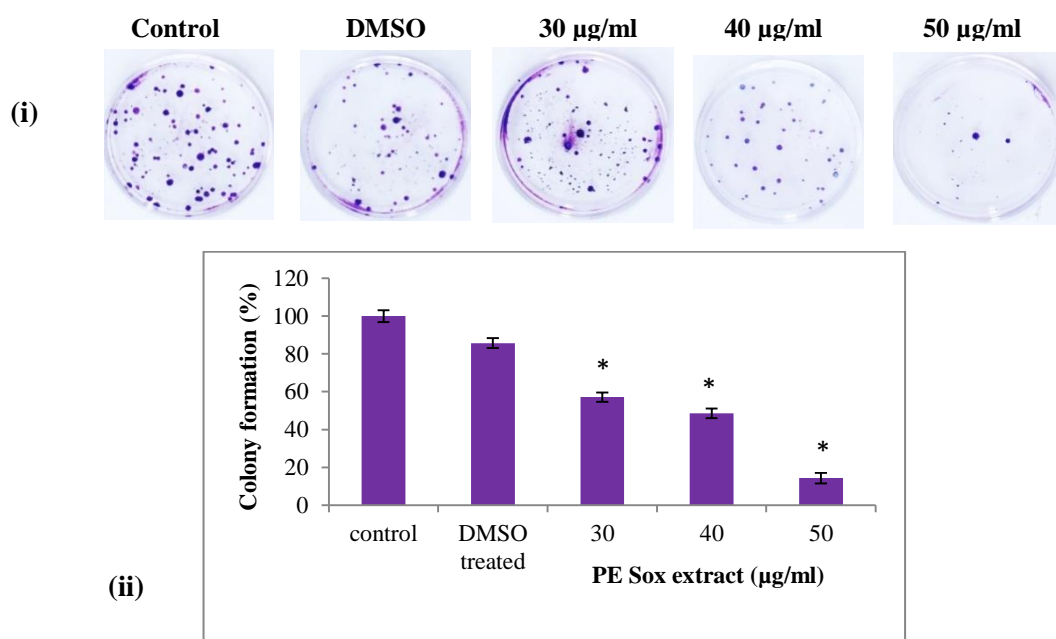 Control DMSO 30 µg/ml 40 µg/ml 50 µg/ml
(i)
Colony formation (%)
120
100
80
60
40
20
0
* * *
control DMSO treated 30 40 50
PE Sox extract (µg/ml)
(ii)